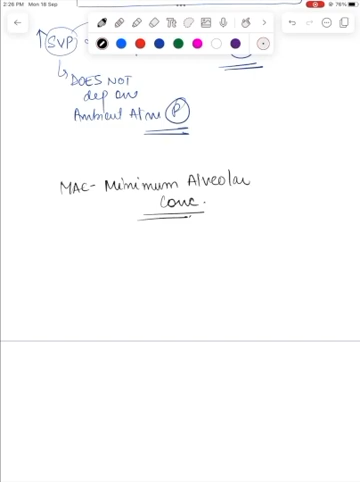 2:26 PM Mon 18 Sep
76%
↑ SVP
↳ DOES NOT
dep on
Ambient Atm P
MAC - Minimum Alveolar
Conc.